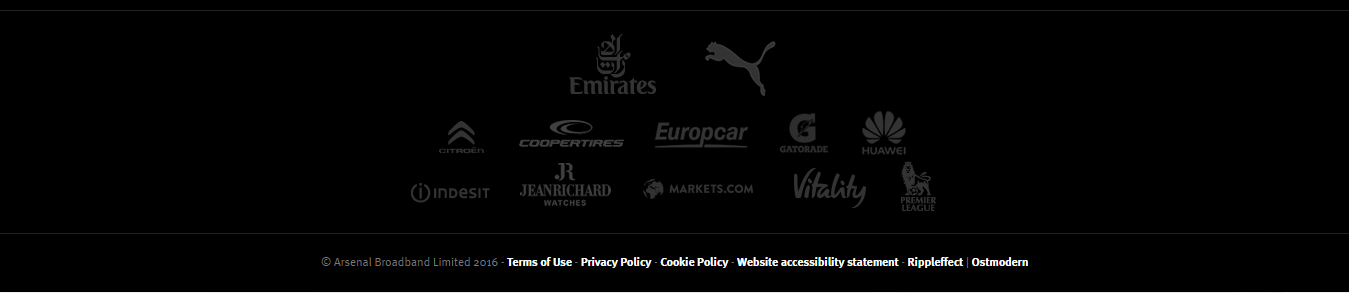 Emirates
CITROËN
COOPERTIRES
Europcar
G
GATORADE
HUAWEI
indesit
JR
JEANRICHARD
WATCHES
MARKETS.COM
Vitality
PREMIER
LEAGUE
© Arsenal Broadband Limited 2016 - Terms of Use - Privacy Policy - Cookie Policy - Website accessibility statement - Rippleffect | Ostmodern